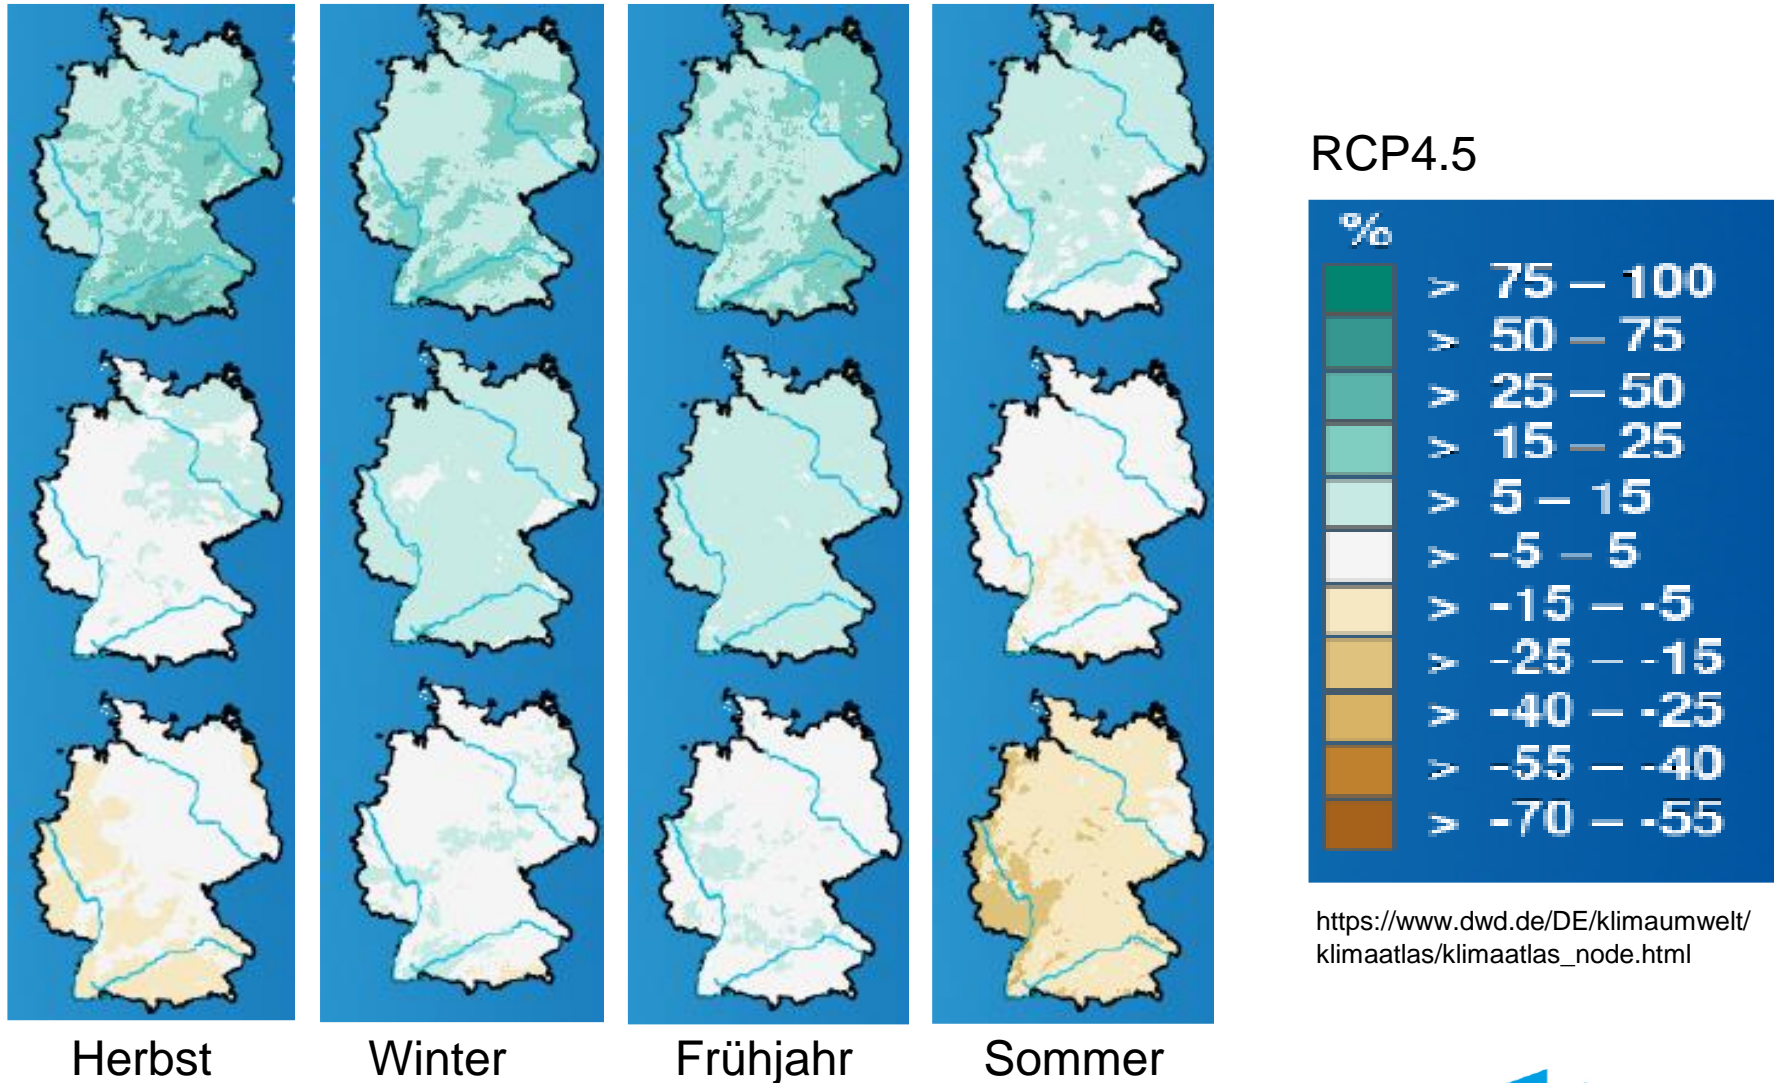 RCP4.5
%
> 75 – 100
> 50 – 75
> 25 – 50
> 15 – 25
> 5 – 15
> -5 – 5
> -15 – -5
> -25 – -15
> -40 – -25
> -55 – -40
> -70 – -55
https://www.dwd.de/DE/klimaumwelt/
klimaatlas/klimaatlas_node.html
Herbst Winter Frühjahr Sommer